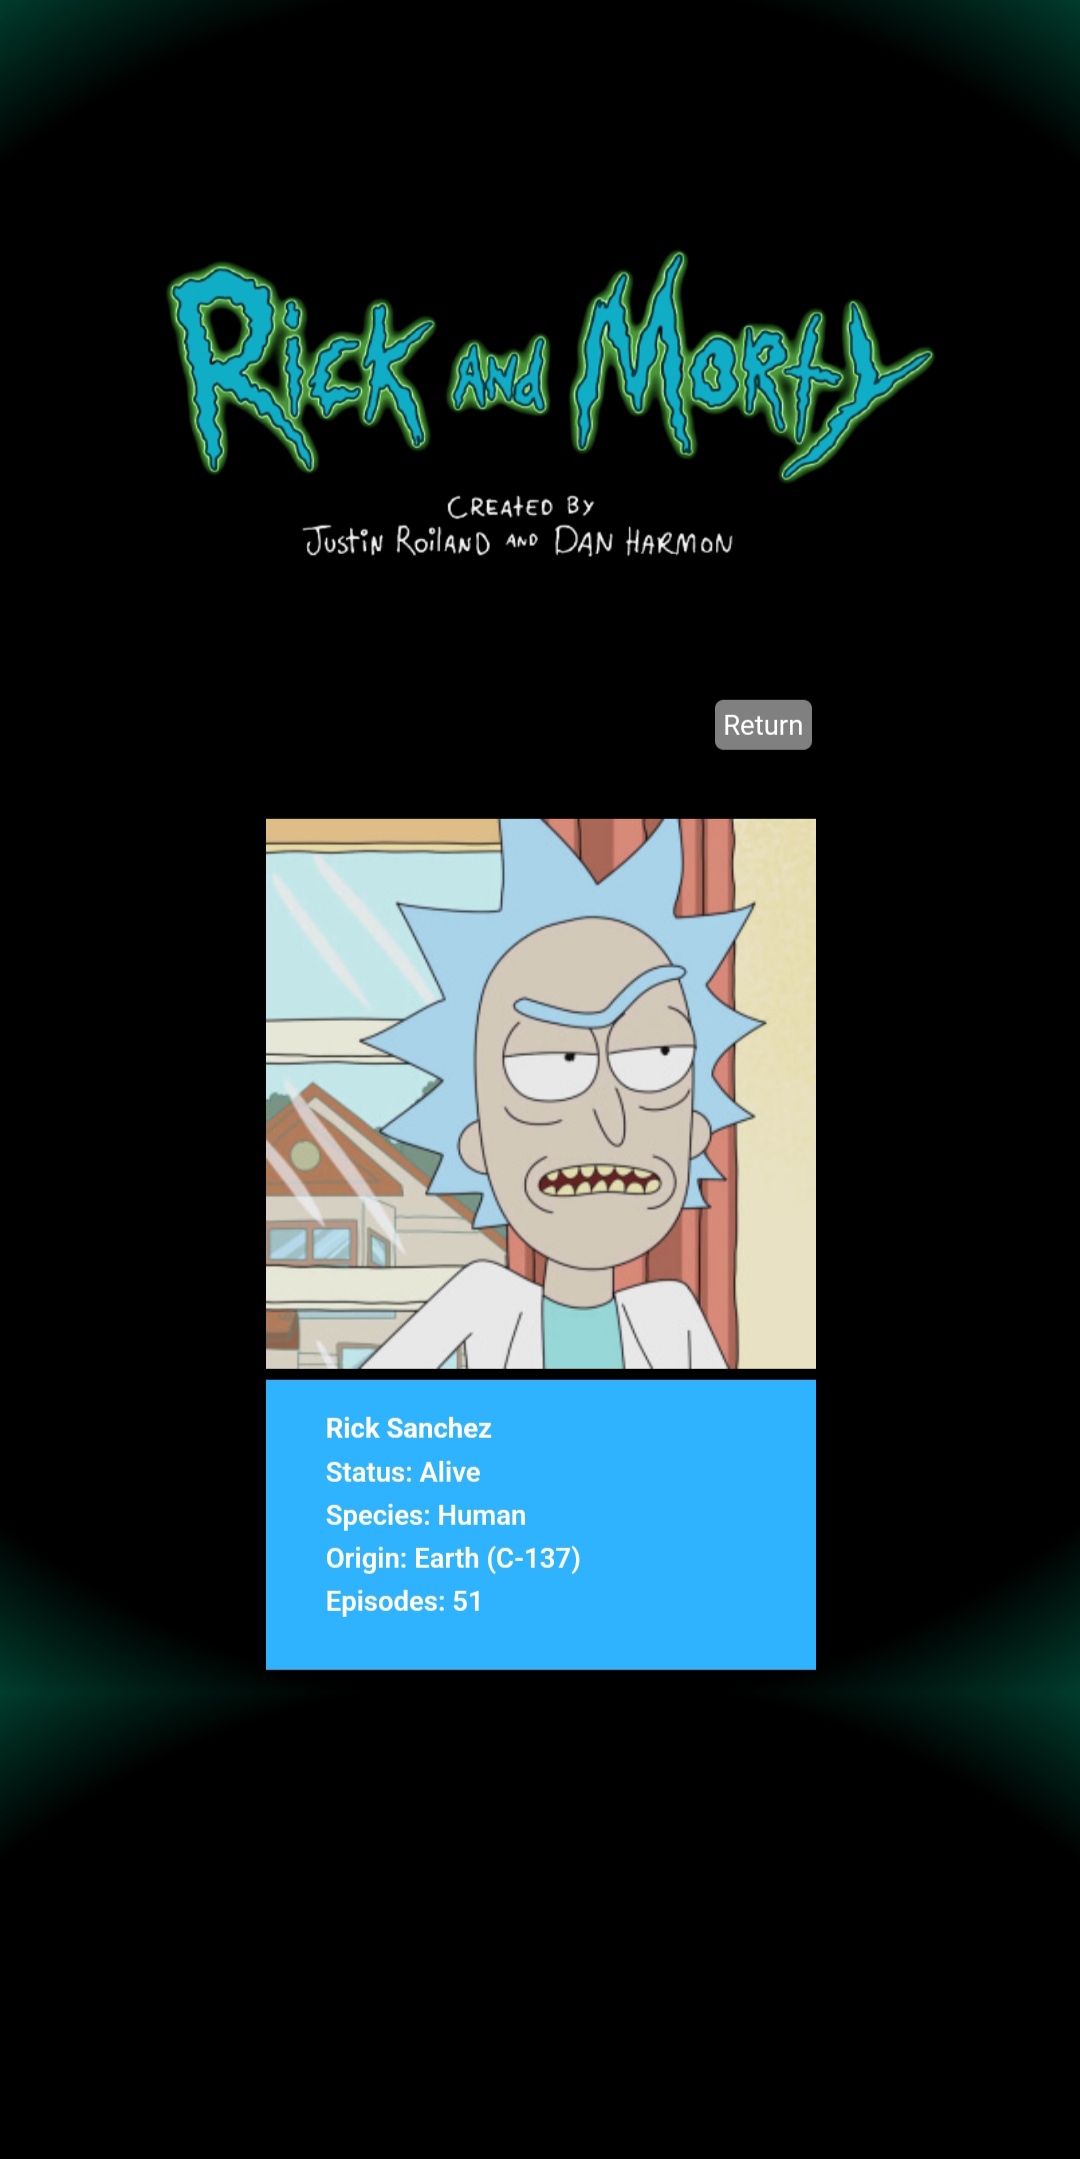 Rick and Morty
Created By
Justin Roiland and Dan Harmon
Return
Rick Sanchez
Status: Alive
Species: Human
Origin: Earth (C-137)
Episodes: 51